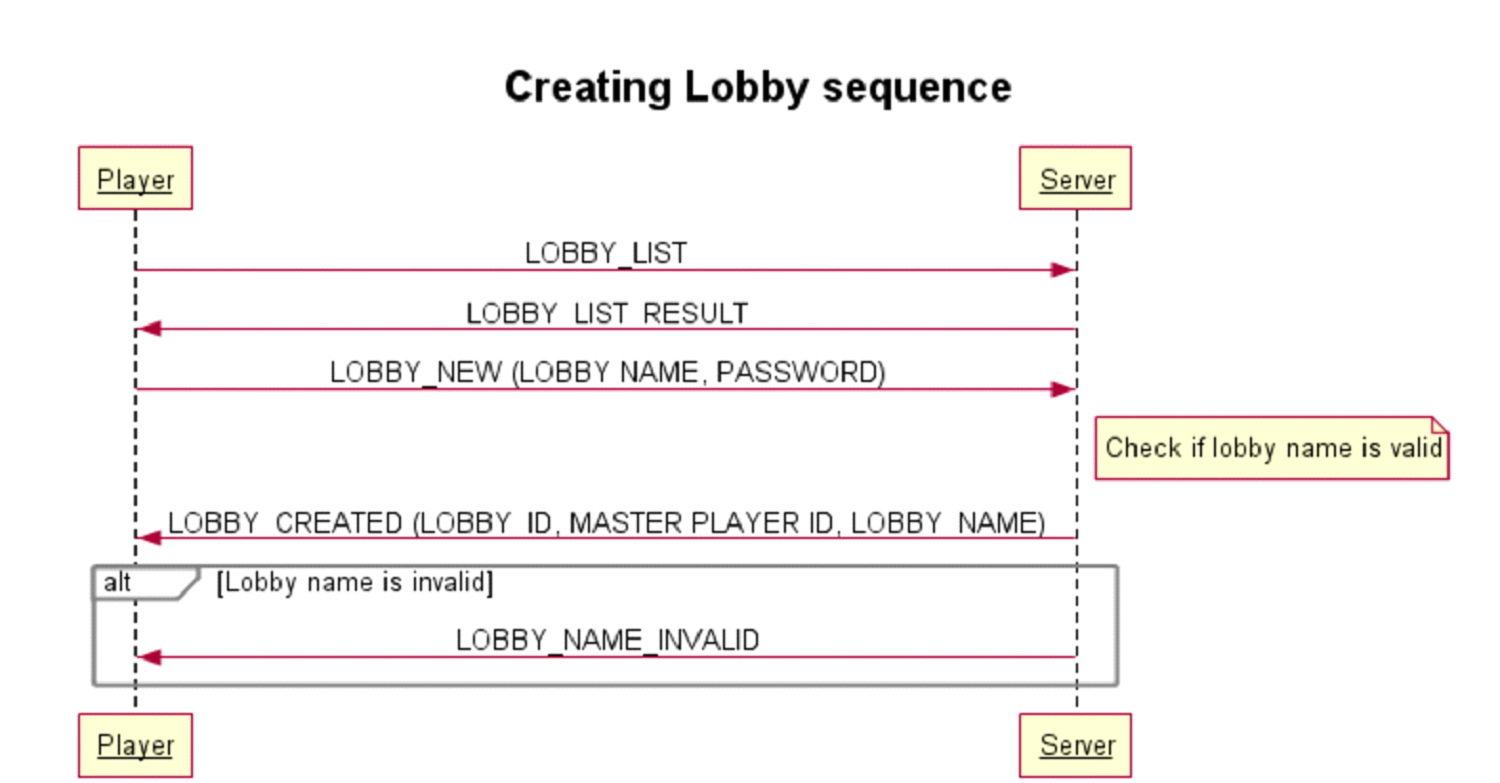 Creating Lobby sequence
Player
Server
LOBBY_LIST
LOBBY_LIST_RESULT
LOBBY_NEW (LOBBY NAME, PASSWORD)
Check if lobby name is valid
LOBBY_CREATED (LOBBY_ID, MASTER PLAYER ID, LOBBY_NAME)
alt [Lobby name is invalid]
LOBBY_NAME_INVALID
Player
Server